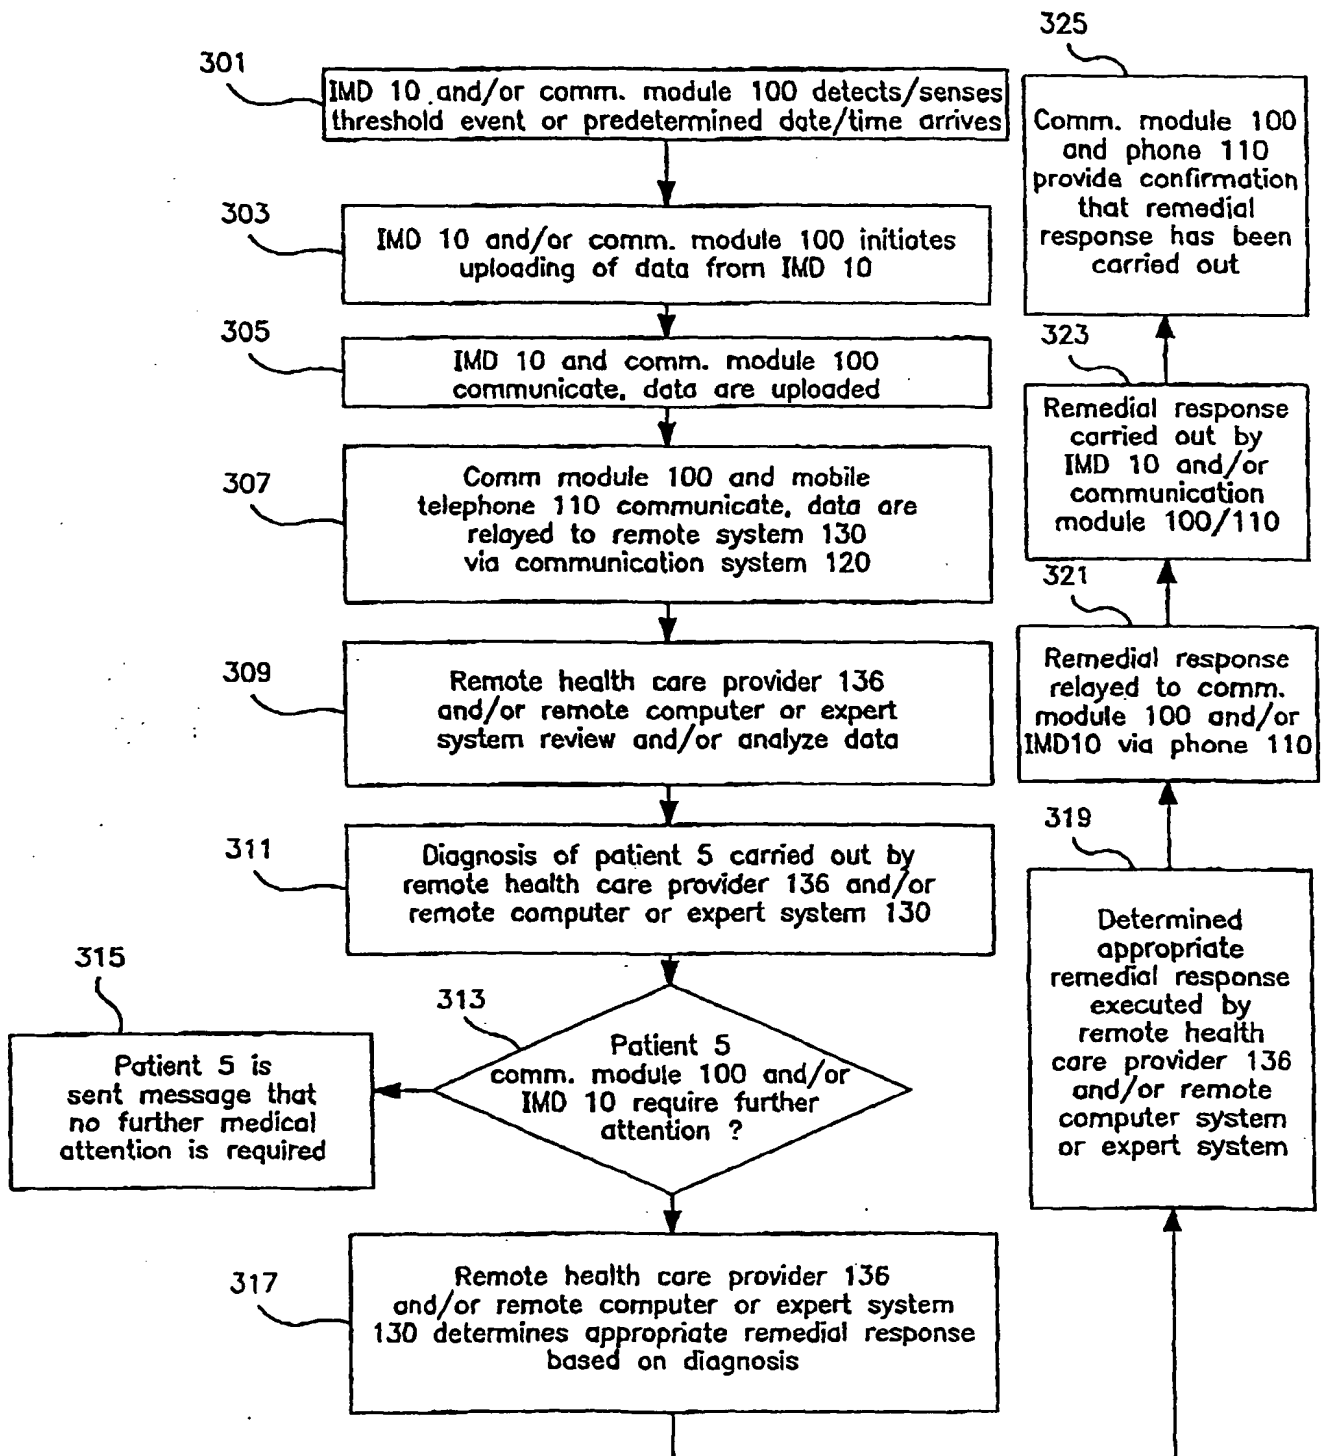 301
IMD 10 and/or comm. module 100 detects/senses
threshold event or predetermined date/time arrives
303
IMD 10 and/or comm. module 100 initiates
uploading of data from IMD 10
305
IMD 10 and comm. module 100
communicate, data are uploaded
307
Comm module 100 and mobile
telephone 110 communicate, data are
relayed to remote system 130
via communication system 120
309
Remote health care provider 136
and/or remote computer or expert
system review and/or analyze data
311
Diagnosis of patient 5 carried out by
remote health care provider 136 and/or
remote computer or expert system 130
313
Patient 5
comm. module 100 and/or
IMD 10 require further
attention ?
315
Patient 5 is
sent message that
no further medical
attention is required
317
Remote health care provider 136
and/or remote computer or expert system
130 determines appropriate remedial response
based on diagnosis
319
Determined
appropriate
remedial response
executed by
remote health
care provider 136
and/or remote
computer system
or expert system
321
Remedial response
relayed to comm.
module 100 and/or
IMD10 via phone 110
323
Remedial response
carried out by
IMD 10 and/or
communication
module 100/110
325
Comm. module 100
and phone 110
provide confirmation
that remedial
response has been
carried out